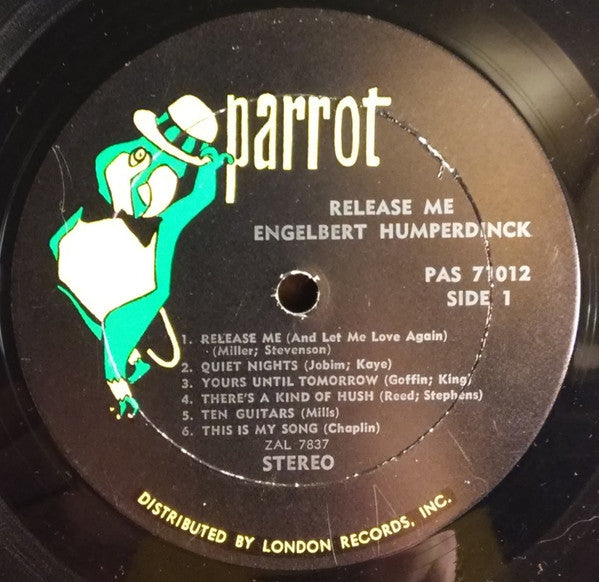 parrot
RELEASE ME
ENGELBERT HUMPERDINCK
PAS 71012
SIDE 1
1. RELEASE ME (And Let Me Love Again)
(Miller; Stevenson)
2. QUIET NIGHTS (Jobim; Kaye)
3. YOURS UNTIL TOMORROW (Goffin; King)
4. THERE'S A KIND OF HUSH (Reed; Stephens)
5. TEN GUITARS (Mills)
6. THIS IS MY SONG (Chaplin)
ZAL 7837
STEREO
DISTRIBUTED BY LONDON RECORDS, INC.